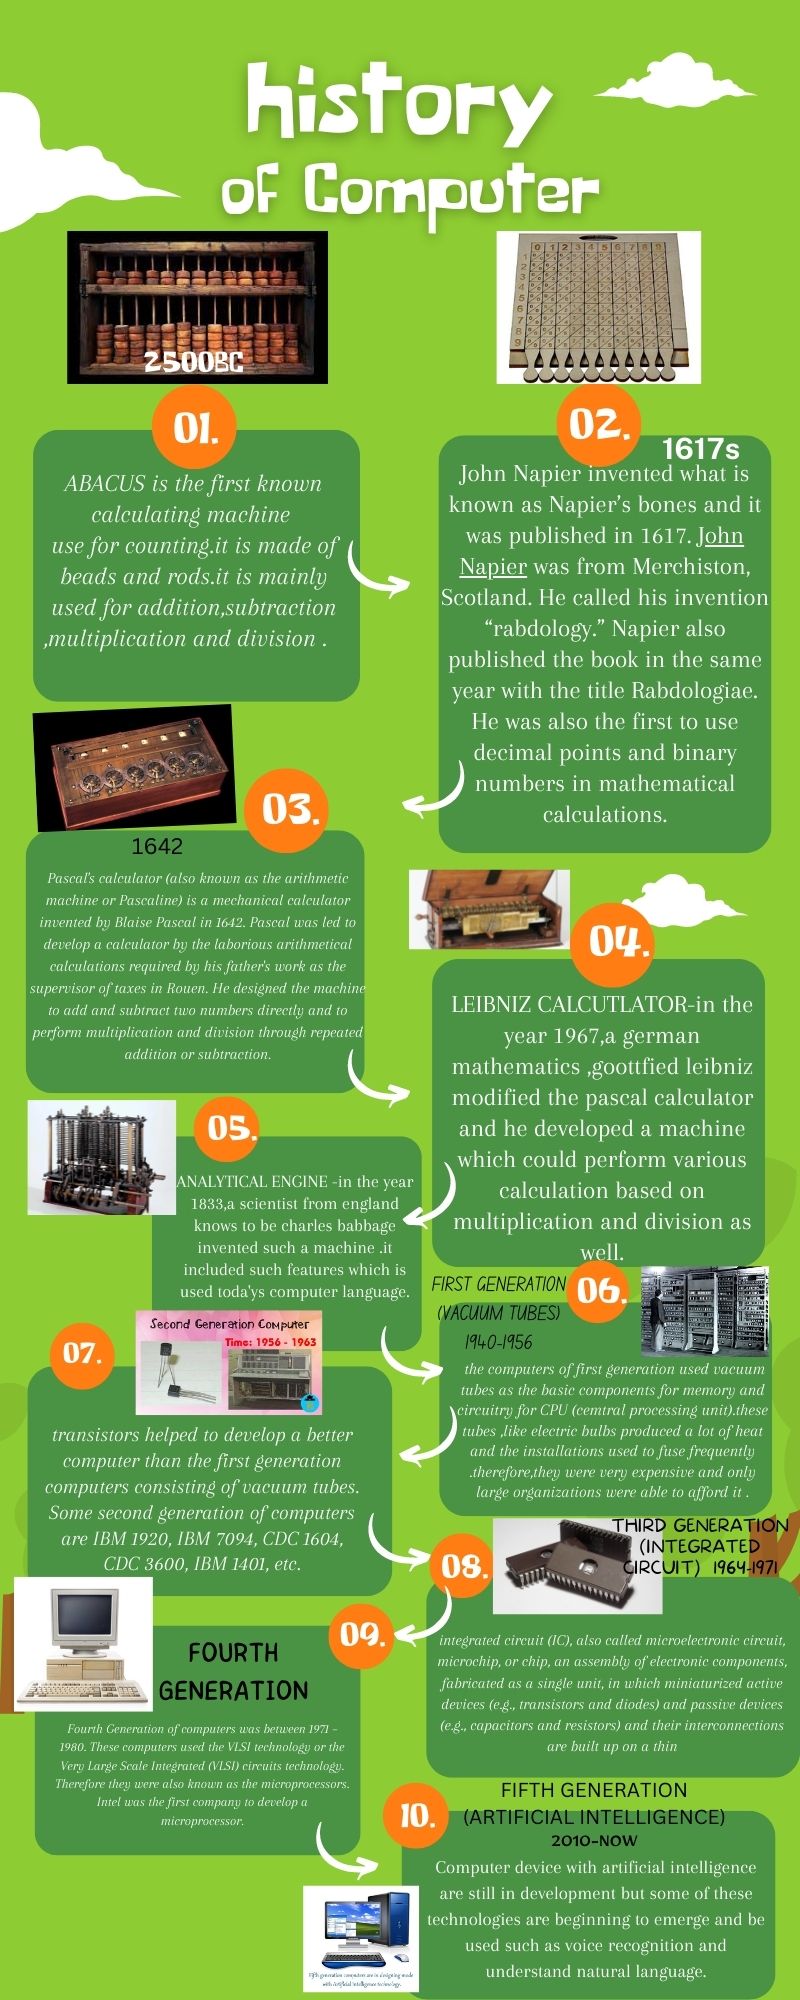 history
of Computer
2500BC
01.
ABACUS is the first known
calculating machine
use for counting.it is made of
beads and rods.it is mainly
used for addition,subtraction
,multiplication and division .
02.
1617s
John Napier invented what is
known as Napier's bones and it
was published in 1617. John
Napier was from Merchiston,
Scotland. He called his invention
“rabdology.” Napier also
published the book in the same
year with the title Rabdologiae.
He was also the first to use
decimal points and binary
numbers in mathematical
calculations.
03.
1642
Pascal's calculator (also known as the arithmetic
machine or Pascaline) is a mechanical calculator
invented by Blaise Pascal in 1642. Pascal was led to
develop a calculator by the laborious arithmetical
calculations required by his father's work as the
supervisor of taxes in Rouen. He designed the machine
to add and subtract two numbers directly and to
perform multiplication and division through repeated
addition or subtraction.
04.
LEIBNIZ CALCUTLATOR-in the
year 1967,a german
mathematics ,goottfied leibniz
modified the pascal calculator
and he developed a machine
which could perform various
calculation based on
multiplication and division as
well.
05.
ANALYTICAL ENGINE -in the year
1833,a scientist from england
knows to be charles babbage
invented such a machine .it
included such features which is
used toda'ys computer language.
06.
FIRST GENERATION
(VACUUM TUBES)
1940-1956
the computers of first generation used vacuum
tubes as the basic components for memory and
circuitry for CPU (cemtral processing unit).these
tubes ,like electric bulbs produced a lot of heat
and the installations used to fuse frequently
.therefore,they were very expensive and only
large organizations were able to afford it .
07.
Second Generation Computer
Time: 1956 - 1963
transistors helped to develop a better
computer than the first generation
computers consisting of vacuum tubes.
Some second generation of computers
are IBM 1920, IBM 7094, CDC 1604,
CDC 3600, IBM 1401, etc.
08.
THIRD GENERATION
(INTEGRATED
CIRCUIT) 1964-1971
integrated circuit (IC), also called microelectronic circuit,
microchip, or chip, an assembly of electronic components,
fabricated as a single unit, in which miniaturized active
devices (e.g., transistors and diodes) and passive devices
(e.g., capacitors and resistors) and their interconnections
are built up on a thin
09.
FOURTH
GENERATION
Fourth Generation of computers was between 1971 –
1980. These computers used the VLSI technology or the
Very Large Scale Integrated (VLSI) circuits technology.
Therefore they were also known as the microprocessors.
Intel was the first company to develop a
microprocessor.
10.
FIFTH GENERATION
(ARTIFICIAL INTELLIGENCE)
2010-NOW
Computer device with artificial intelligence
are still in development but some of these
technologies are beginning to emerge and be
used such as voice recognition and
understand natural language.
Fifth generation computers are in designing mode
with Artificial Intelligence technology.